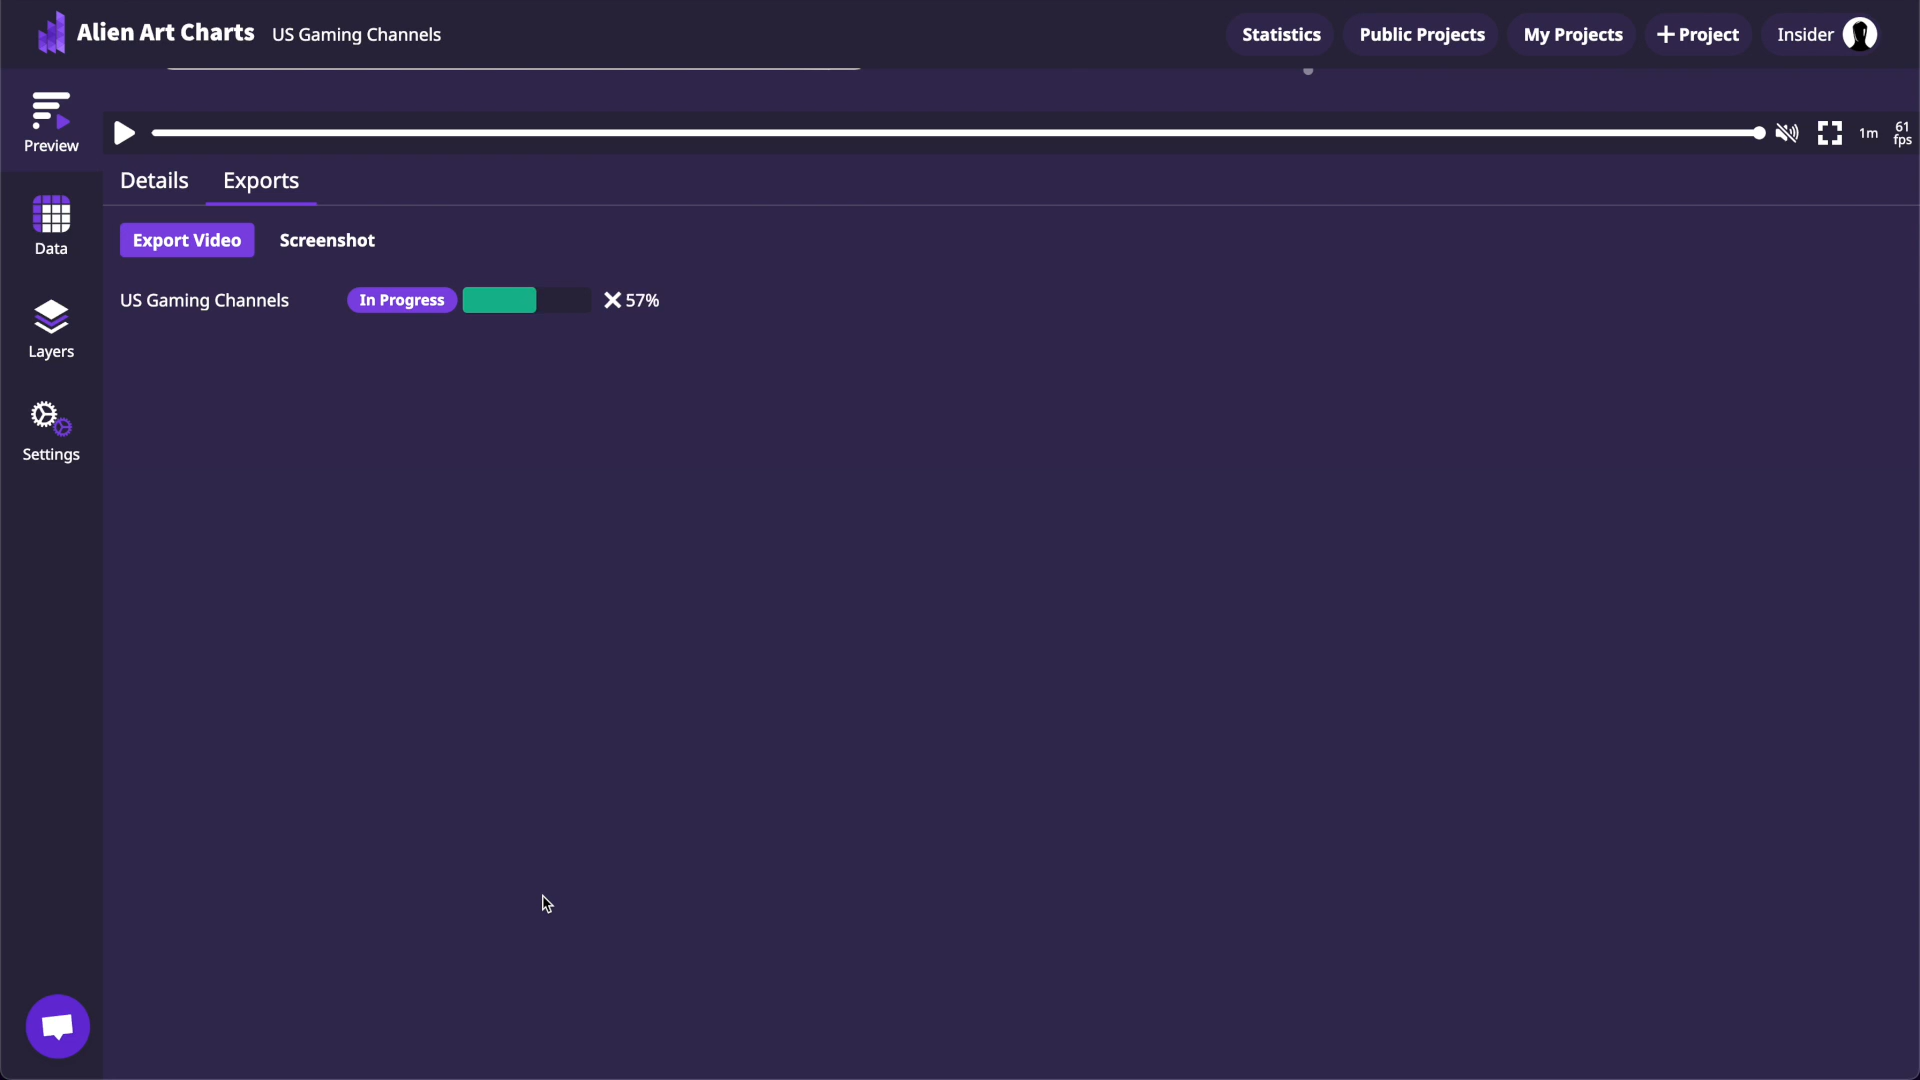 Alien Art Charts US Gaming Channels Statistics Public Projects My Projects + Project Insider
Preview
1m 61 fps
Details Exports
Export Video Screenshot
Data
US Gaming Channels In Progress 57%
Layers
Settings